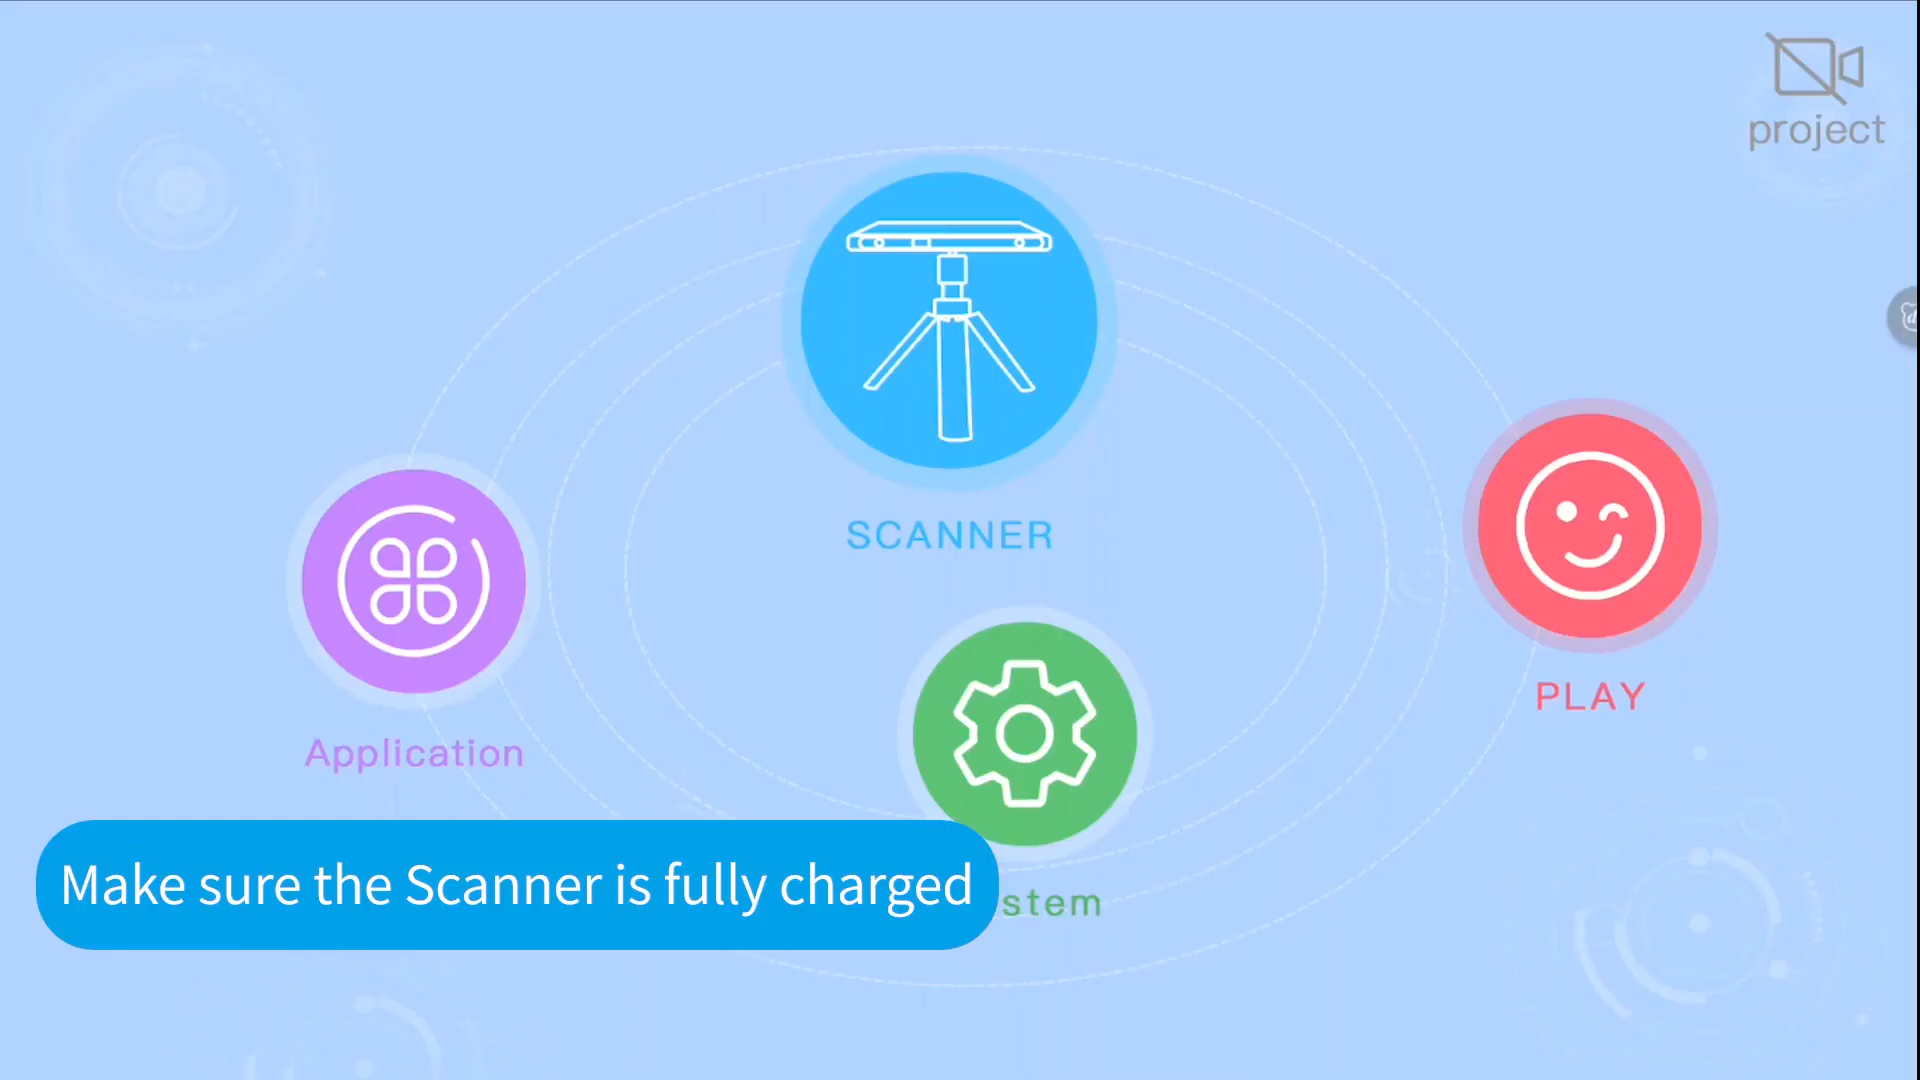 project
SCANNER
PLAY
Application
Make sure the Scanner is fully charged
stem